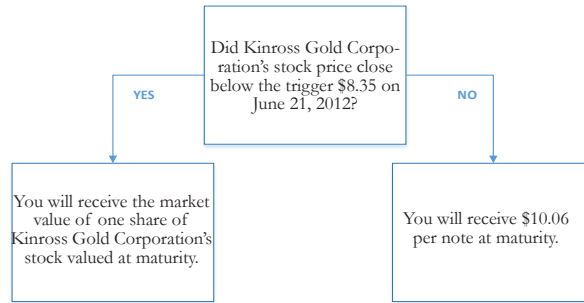 Did Kinross Gold Corpo-
ration's stock price close
below the trigger $8.35 on
June 21, 2012?
YES
NO
You will receive the market
value of one share of
Kinross Gold Corporation's
stock valued at maturity.
You will receive $10.06
per note at maturity.